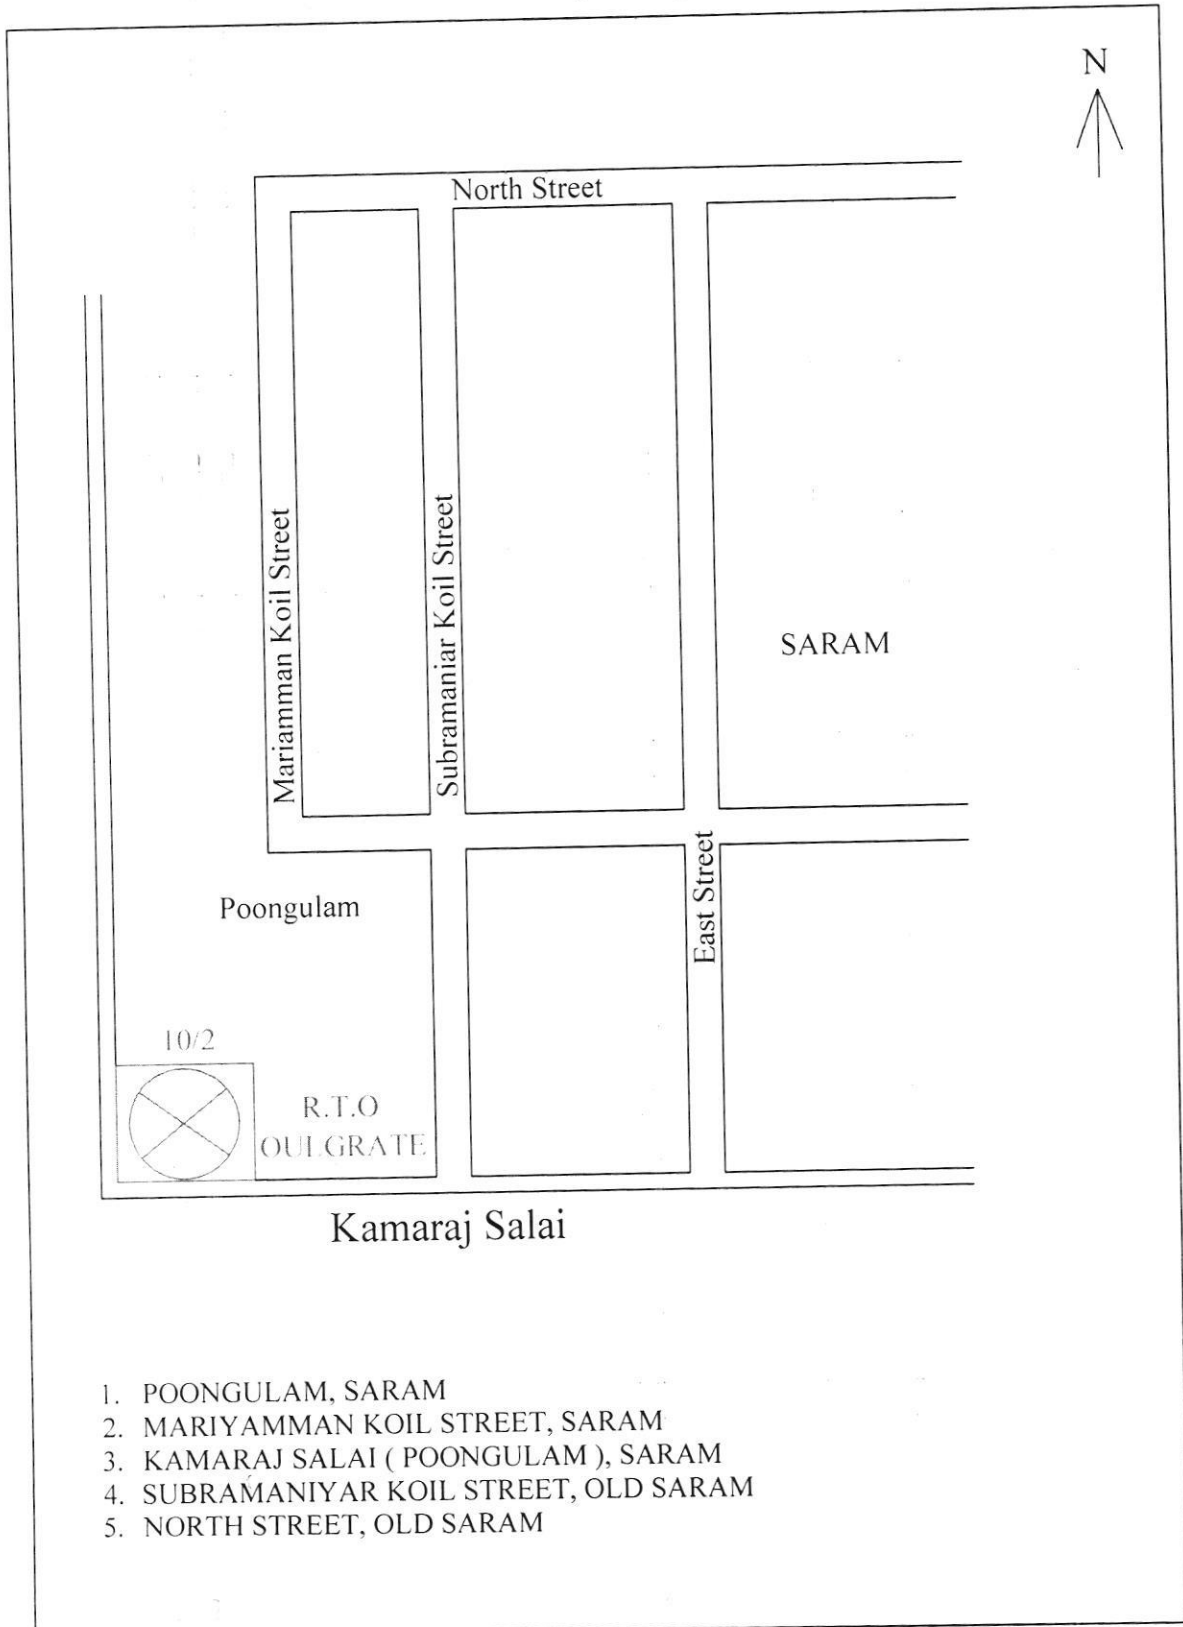 N
North Street
Mariamman Koil Street
Subramaniar Koil Street
SARAM
East Street
Poongulam
10/2
R.T.O
OULGRATE
Kamaraj Salai
1. POONGULAM, SARAM
2. MARIYAMMAN KOIL STREET, SARAM
3. KAMARAJ SALAI ( POONGULAM ), SARAM
4. SUBRAMANIYAR KOIL STREET, OLD SARAM
5. NORTH STREET, OLD SARAM